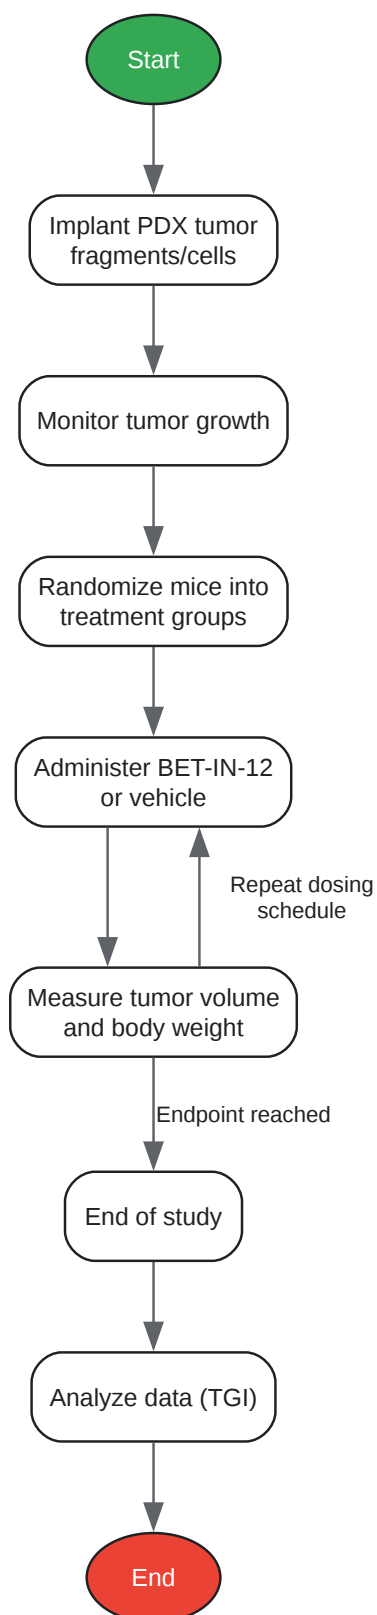 Start
Implant PDX tumor
fragments/cells
Monitor tumor growth
Randomize mice into
treatment groups
Administer BET-IN-12
or vehicle
Repeat dosing
schedule
Measure tumor volume
and body weight
Endpoint reached
End of study
Analyze data (TGI)
End